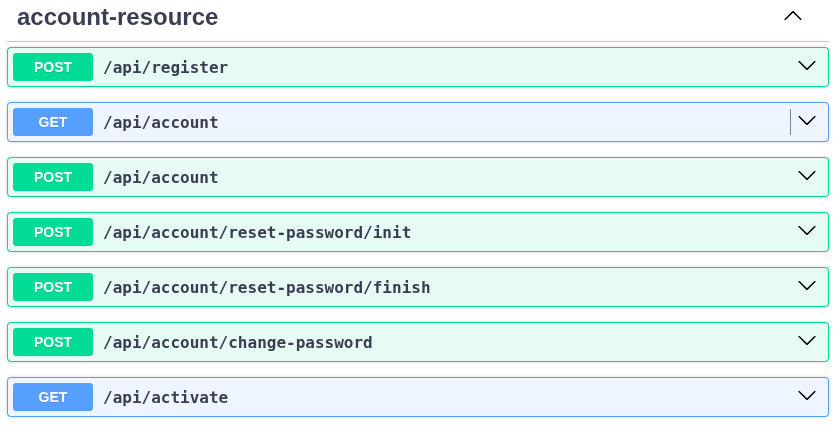 account-resource
POST /api/register
GET /api/account
POST /api/account
POST /api/account/reset-password/init
POST /api/account/reset-password/finish
POST /api/account/change-password
GET /api/activate